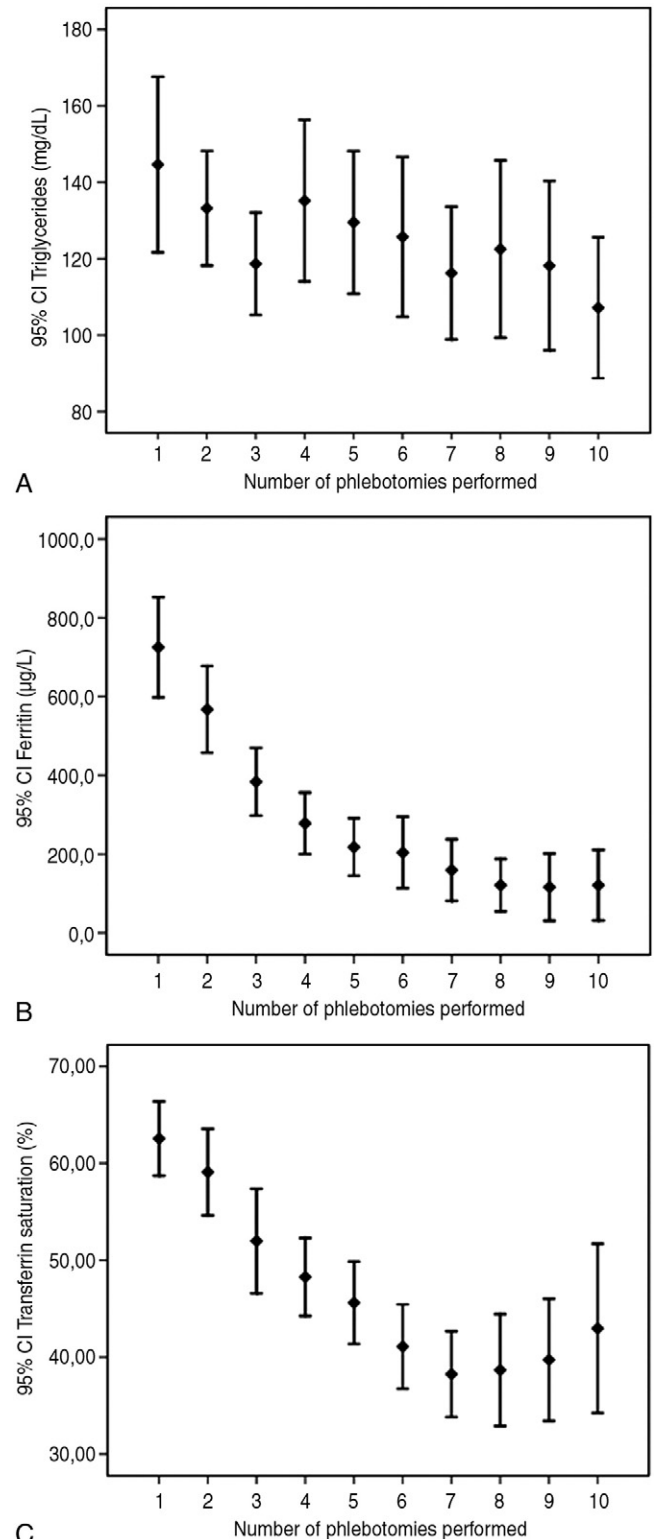 95% CI Triglycerides (mg/dL)
180
160
140
120
100
80
1 2 3 4 5 6 7 8 9 10
Number of phlebotomies performed
A
95% CI Ferritin (µg/L)
1000,0
800,0
600,0
400,0
200,0
0,0
1 2 3 4 5 6 7 8 9 10
Number of phlebotomies performed
B
95% CI Transferrin saturation (%)
70,00
60,00
50,00
40,00
30,00
1 2 3 4 5 6 7 8 9 10
Number of phlebotomies performed
C